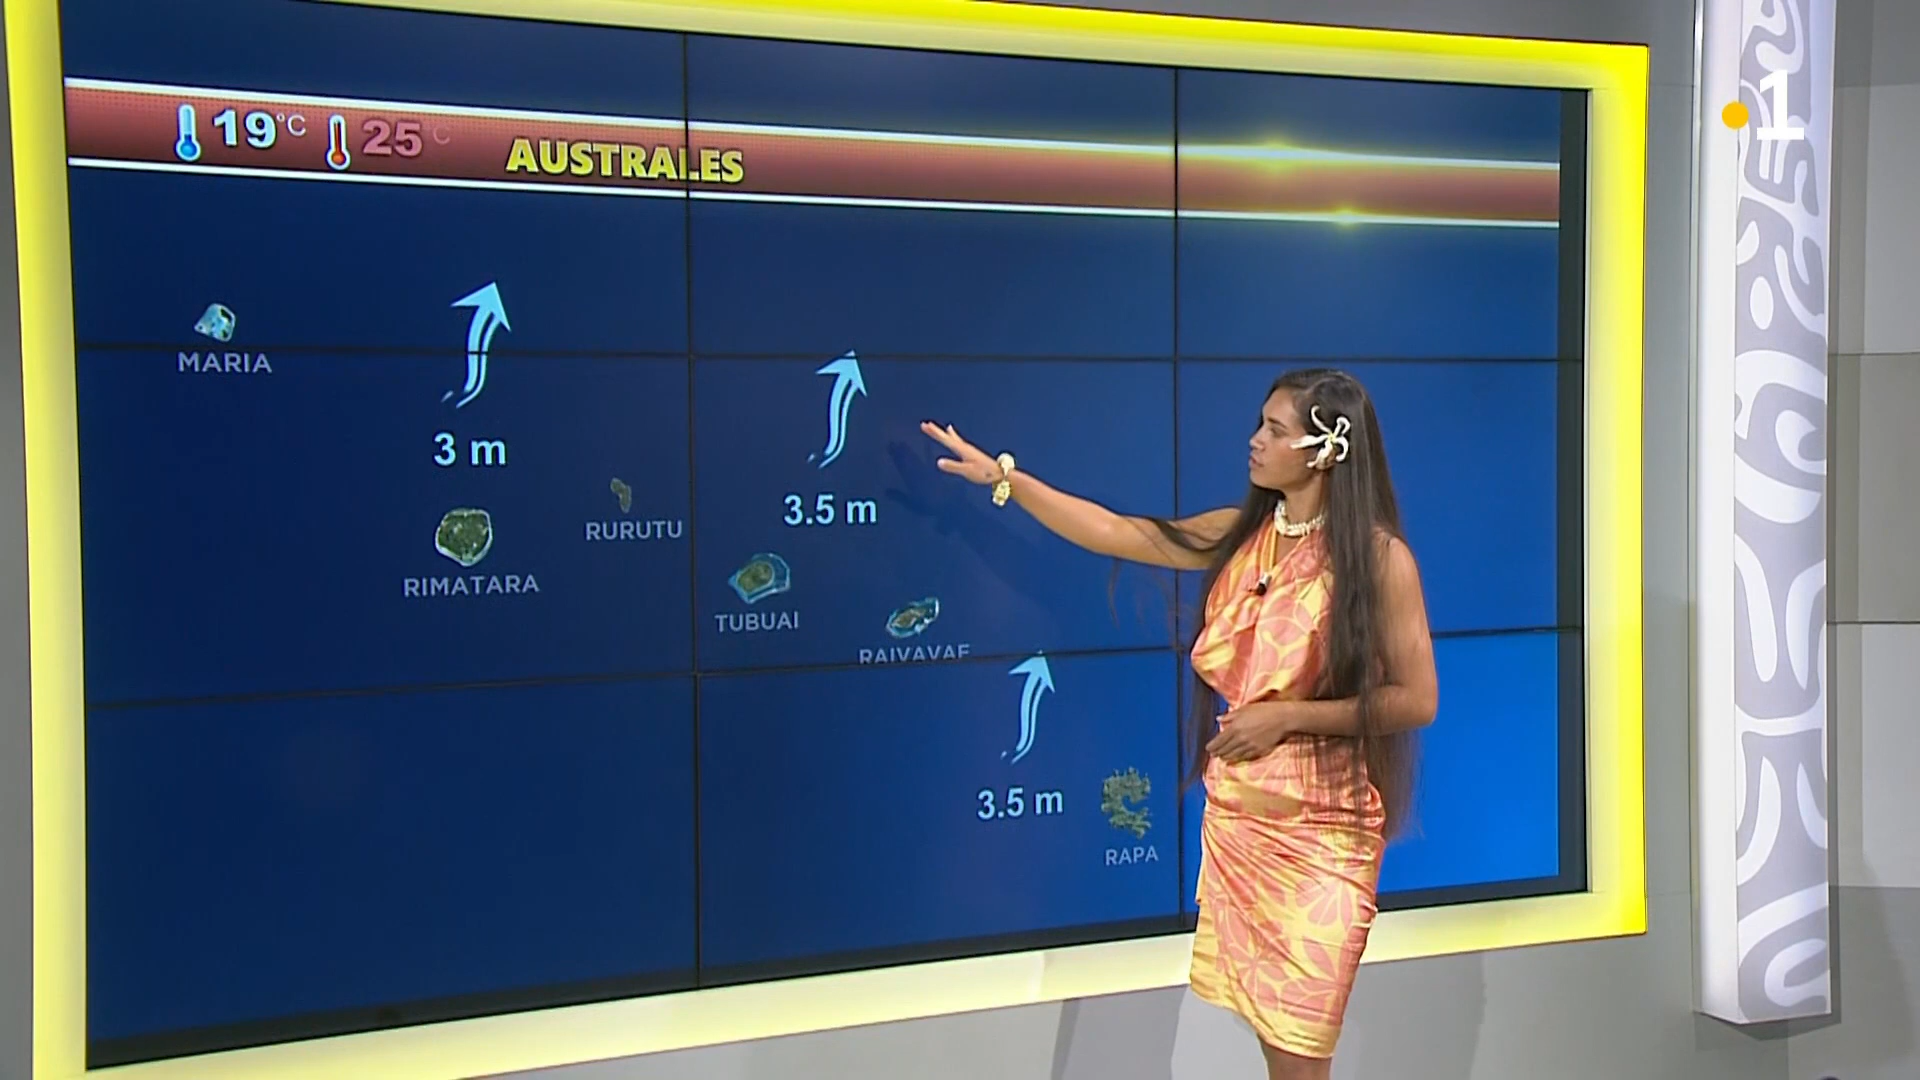 19°C 25°C
AUSTRALES
1
MARIA
3 m
3.5 m
RURUTU
RIMATARA
TUBUAI
RAIVAVAE
3.5 m
RAPA